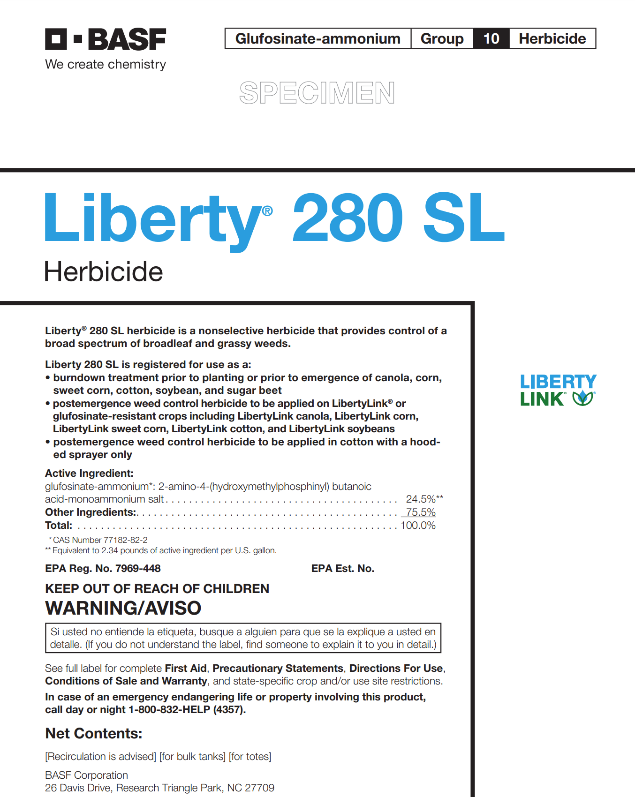 BASF
We create chemistry
Glufosinate-ammonium Group 10 Herbicide
SPECIMEN
Liberty® 280 SL
Herbicide
Liberty® 280 SL herbicide is a nonselective herbicide that provides control of a
broad spectrum of broadleaf and grassy weeds.
Liberty 280 SL is registered for use as a:
• burndown treatment prior to planting or prior to emergence of canola, corn,
sweet corn, cotton, soybean, and sugar beet
• postemergence weed control herbicide to be applied on LibertyLink® or
glufosinate-resistant crops including LibertyLink canola, LibertyLink corn,
LibertyLink sweet corn, LibertyLink cotton, and LibertyLink soybeans
• postemergence weed control herbicide to be applied in cotton with a hood-
ed sprayer only
LIBERTY
LINK®
Active Ingredient:
glufosinate-ammonium*: 2-amino-4-(hydroxymethylphosphinyl) butanoic
acid-monoammonium salt. . . . . . . . . . . . . . . . . . . . . . . . . . . . . . . . . . . . . . . . 24.5%**
Other Ingredients:. . . . . . . . . . . . . . . . . . . . . . . . . . . . . . . . . . . . . . . . . . . . . 75.5%
Total: . . . . . . . . . . . . . . . . . . . . . . . . . . . . . . . . . . . . . . . . . . . . . . . . . . . . . . . 100.0%
* CAS Number 77182-82-2
** Equivalent to 2.34 pounds of active ingredient per U.S. gallon.
EPA Reg. No. 7969-448 EPA Est. No.
KEEP OUT OF REACH OF CHILDREN
WARNING/AVISO
Si usted no entiende la etiqueta, busque a alguien para que se la explique a usted en
detalle. (If you do not understand the label, find someone to explain it to you in detail.)
See full label for complete First Aid, Precautionary Statements, Directions For Use,
Conditions of Sale and Warranty, and state-specific crop and/or use site restrictions.
In case of an emergency endangering life or property involving this product,
call day or night 1-800-832-HELP (4357).
Net Contents:
[Recirculation is advised] [for bulk tanks] [for totes]
BASF Corporation
26 Davis Drive, Research Triangle Park, NC 27709